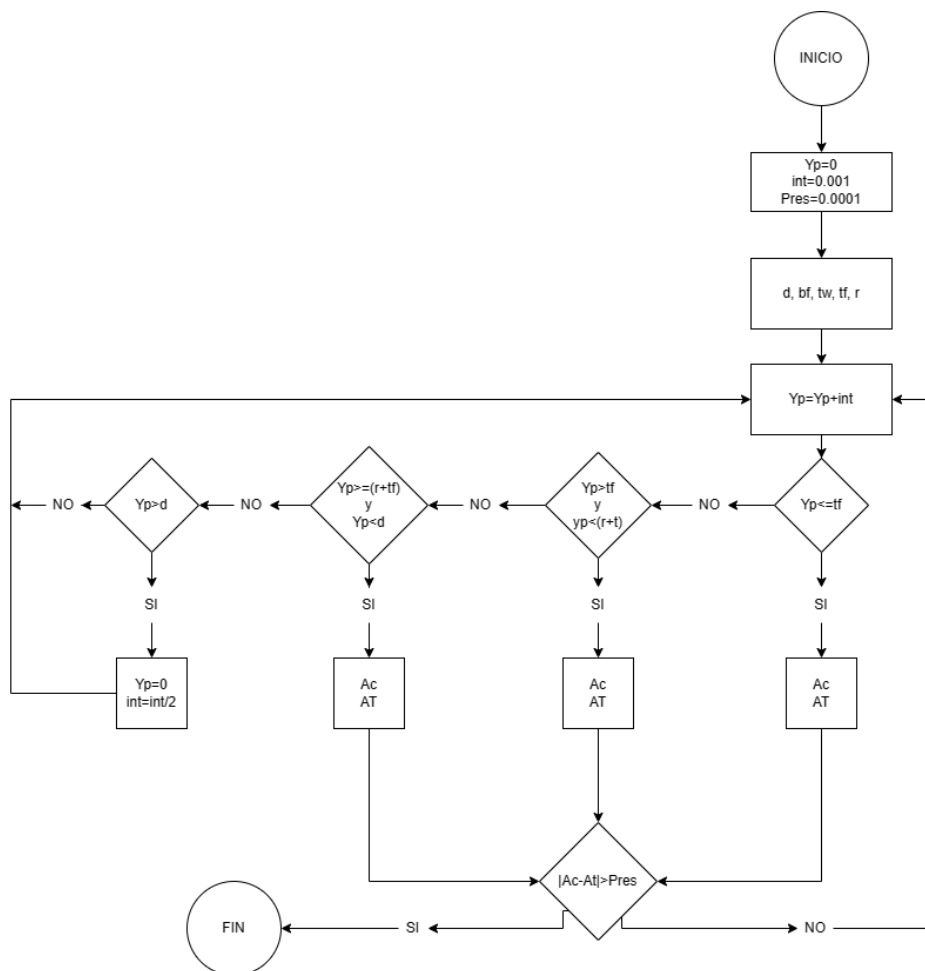 INICIO
Yp=0
int=0.001
Pres=0.0001
d, bf, tw, tf, r
Yp=Yp+int
NO
Yp>d
NO
Yp>=(r+tf)
y
Yp<d
NO
Yp>tf
y
yp<(r+t)
NO
Yp<=tf
SI
SI
SI
SI
Yp=0
int=int/2
Ac
AT
Ac
AT
Ac
AT
|Ac-At|>Pres
FIN
SI
NO